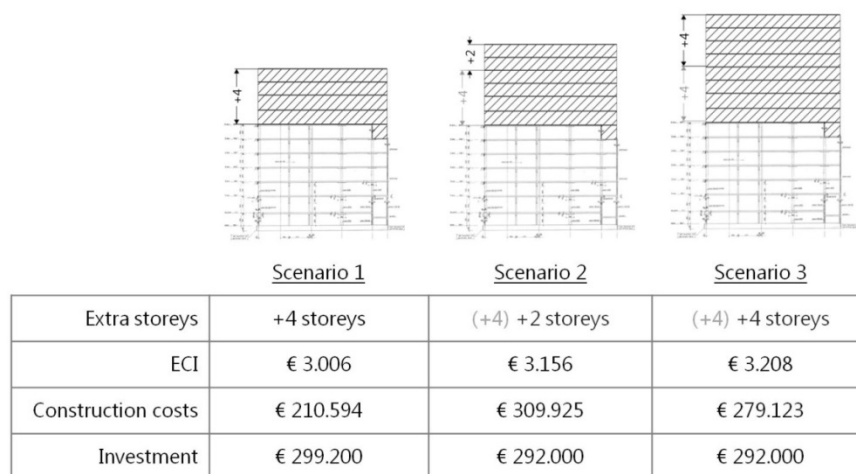 +4
+2
+4
+4
+4
Scenario 1 Scenario 2 Scenario 3
Extra storeys +4 storeys (+4) +2 storeys (+4) +4 storeys
ECI € 3.006 € 3.156 € 3.208
Construction costs € 210.594 € 309.925 € 279.123
Investment € 299.200 € 292.000 € 292.000